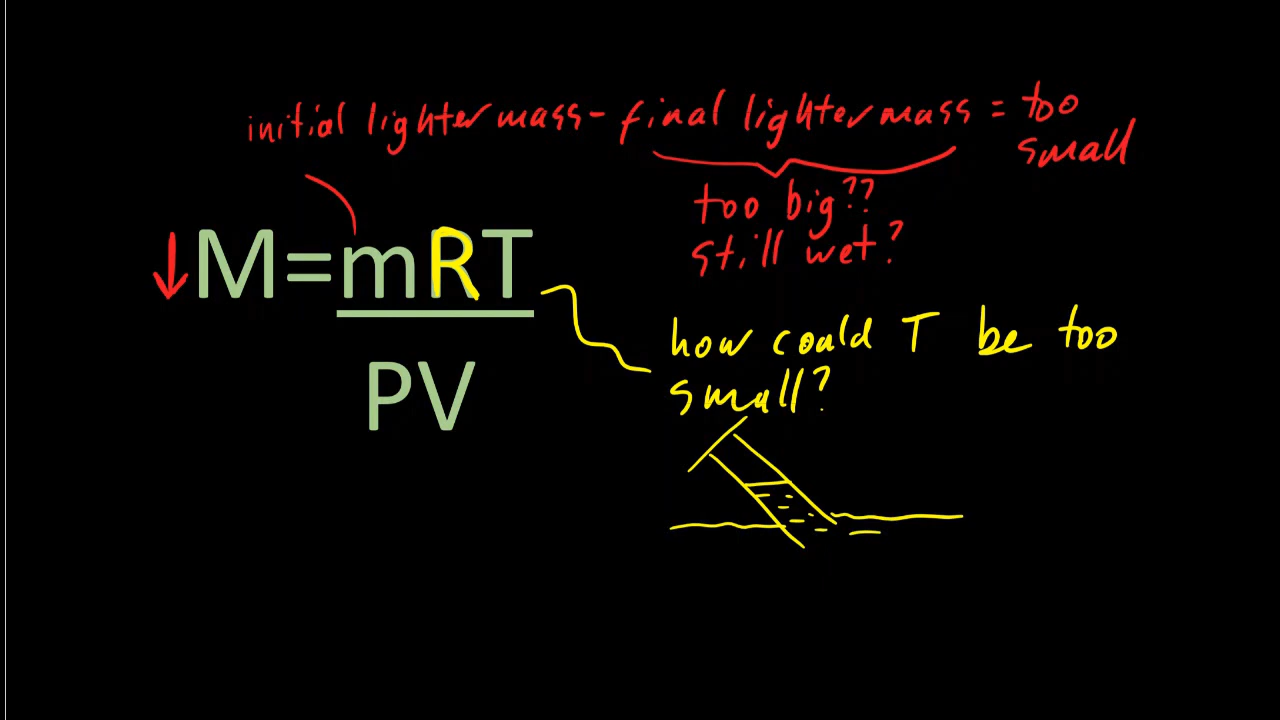 initial lighter mass - final lighter mass = too
small
too big??
still wet?
↓M=mRT
PV
how could T be too
small?